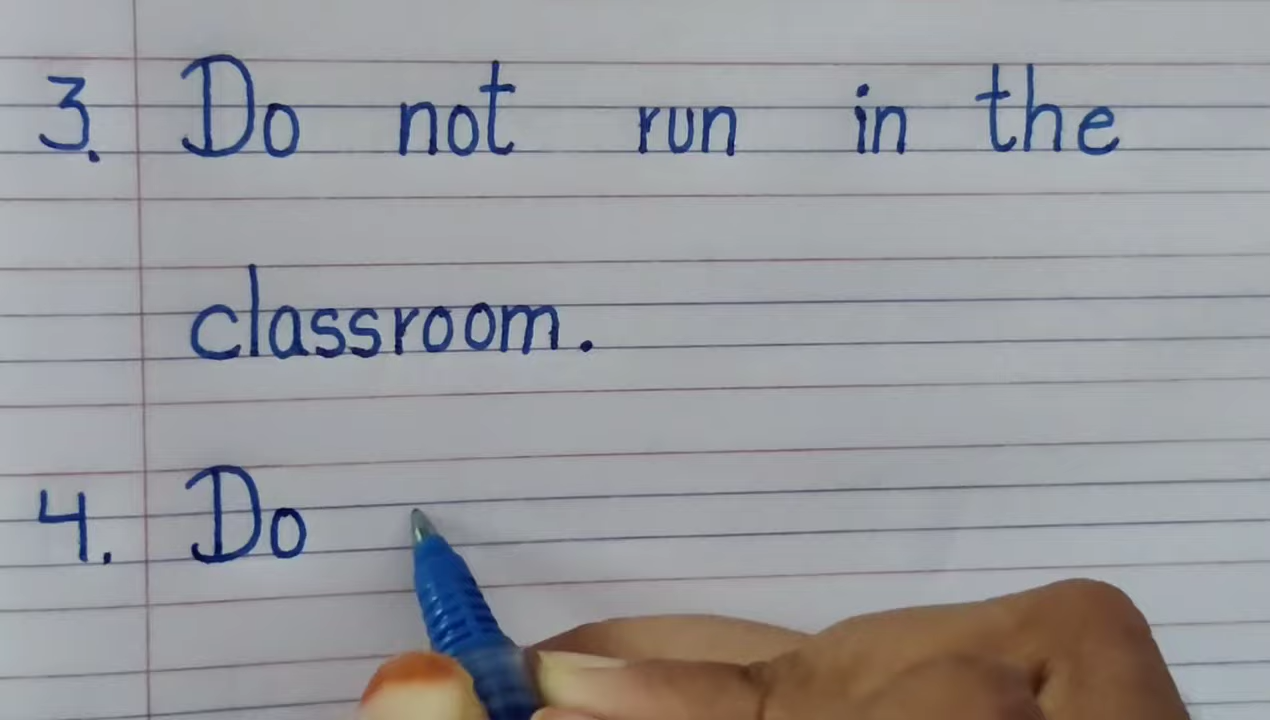 3. Do not run in the
classroom.
4. Do